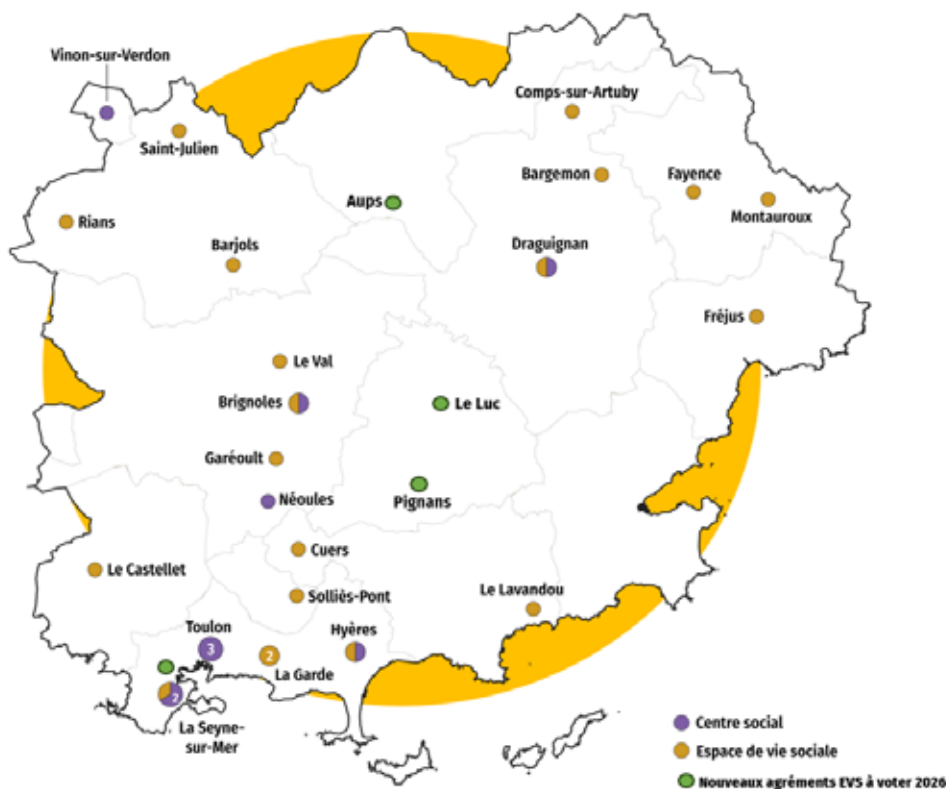 Vinon-sur-Verdon
Comps-sur-Artuby
Saint-Julien
Bargemon
Fayence
Aups
Montauroux
Rians
Barjols
Draguignan
Fréjus
Le Val
Brignoles
Le Luc
Garéoult
Néoules
Pignans
Cuers
Le Castellet
Solliès-Pont
Le Lavandou
Toulon
Hyères
3
2
La Garde
2
La Seyne-
sur-Mer
Centre social
Espace de vie sociale
Nouveaux agréments EVS à voter 2026